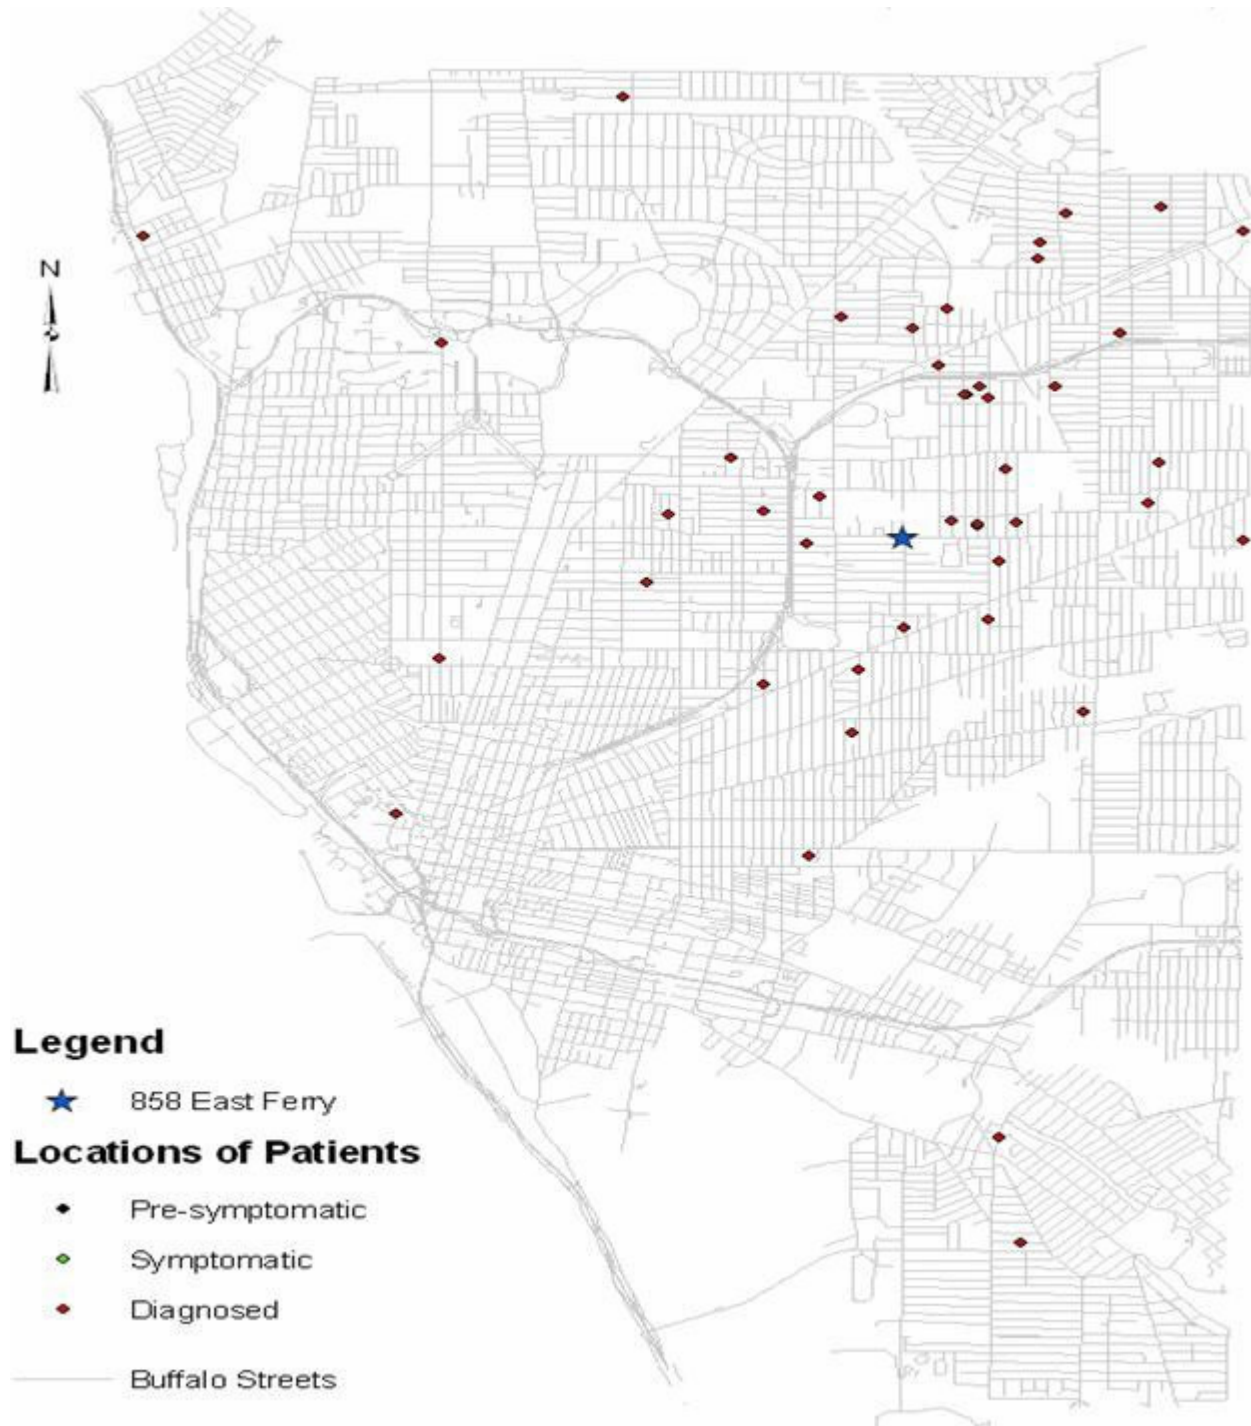 N
Legend
858 East Ferry
Locations of Patients
Pre-symptomatic
Symptomatic
Diagnosed
Buffalo Streets